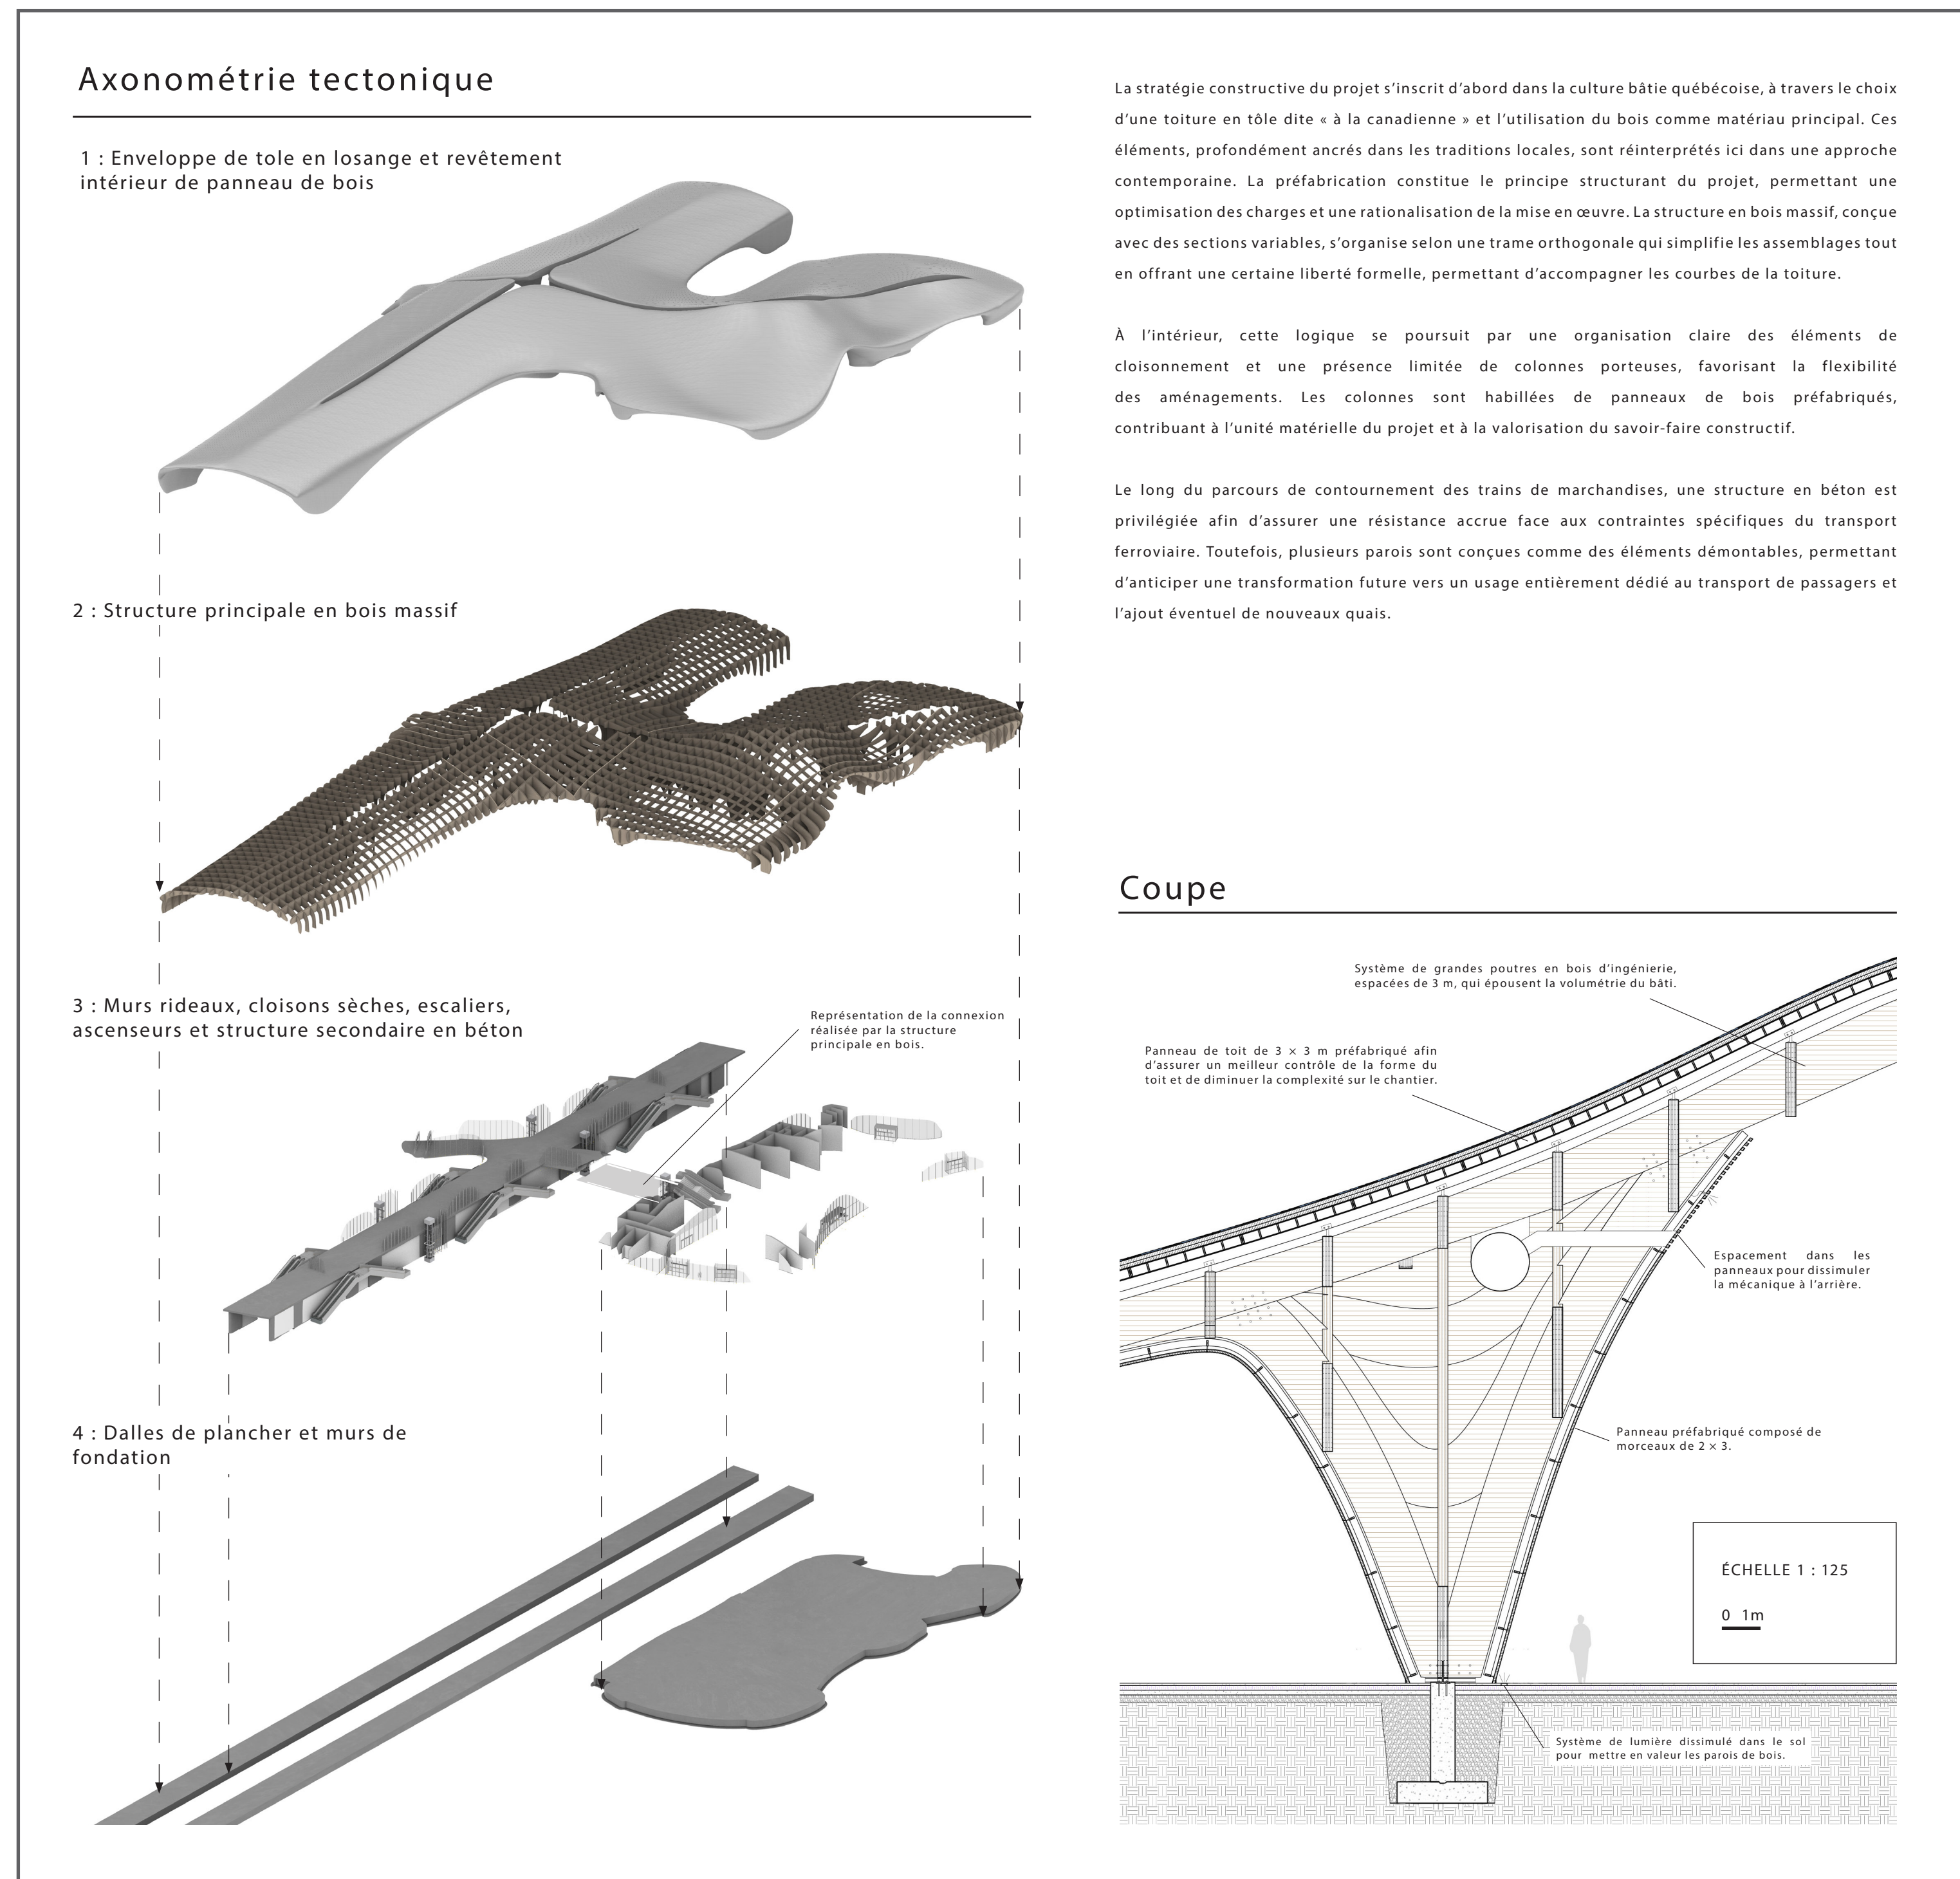 Axonométrie tectonique
1 : Enveloppe de tole en losange et revêtement
intérieur de panneau de bois
2 : Structure principale en bois massif
3 : Murs rideaux, cloisons sèches, escaliers,
ascenseurs et structure secondaire en béton
Représentation de la connexion
réalisée par la structure
principale en bois.
4 : Dalles de plancher et murs de
fondation
La stratégie constructive du projet s’inscrit d’abord dans la culture bâtie québécoise, à travers le choix
d’une toiture en tôle dite « à la canadienne » et l’utilisation du bois comme matériau principal. Ces
éléments, profondément ancrés dans les traditions locales, sont réinterprétés ici dans une approche
contemporaine. La préfabrication constitue le principe structurant du projet, permettant une
optimisation des charges et une rationalisation de la mise en œuvre. La structure en bois massif, conçue
avec des sections variables, s’organise selon une trame orthogonale qui simplifie les assemblages tout
en offrant une certaine liberté formelle, permettant d’accompagner les courbes de la toiture.
À l’intérieur, cette logique se poursuit par une organisation claire des éléments de
cloisonnement et une présence limitée de colonnes porteuses, favorisant la flexibilité
des aménagements. Les colonnes sont habillées de panneaux de bois préfabriqués,
contribuant à l’unité matérielle du projet et à la valorisation du savoir-faire constructif.
Le long du parcours de contournement des trains de marchandises, une structure en béton est
privilégiée afin d’assurer une résistance accrue face aux contraintes spécifiques du transport
ferroviaire. Toutefois, plusieurs parois sont conçues comme des éléments démontables, permettant
d’anticiper une transformation future vers un usage entièrement dédié au transport de passagers et
l’ajout éventuel de nouveaux quais.
Coupe
Système de grandes poutres en bois d’ingénierie,
espacées de 3 m, qui épousent la volumétrie du bâti.
Panneau de toit de 3 × 3 m préfabriqué afin
d’assurer un meilleur contrôle de la forme du
toit et de diminuer la complexité sur le chantier.
Espacement dans les
panneaux pour dissimuler
la mécanique à l’arrière.
Panneau préfabriqué composé de
morceaux de 2 × 3.
ÉCHELLE 1 : 125
0 1m
Système de lumière dissimulé dans le sol
pour mettre en valeur les parois de bois.